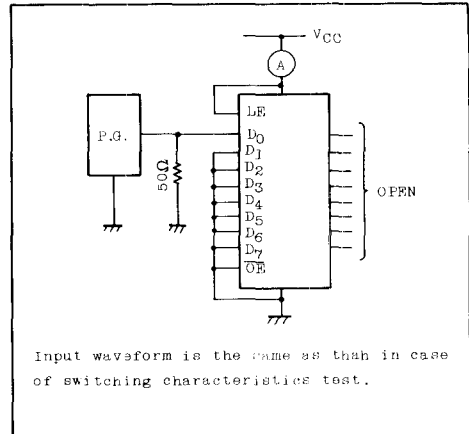 VCC
A
LE
P.G.
D0
D1
50Ω
D2
D3
D4
OPEN
D5
D6
D7
OE
Input waveform is the same as thah in case
of switching characteristics test.